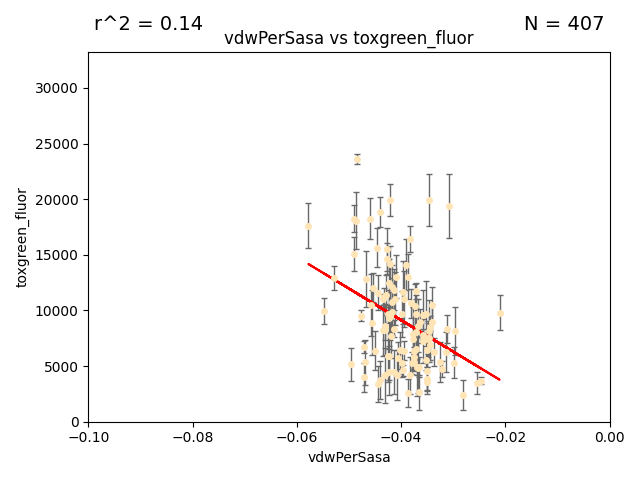 r^2 = 0.14
N = 407
vdwPerSasa vs toxgreen_fluor
30000
25000
20000
15000
10000
5000
0
toxgreen_fluor
−0.10
−0.08
−0.06
−0.04
−0.02
0.00
vdwPerSasa